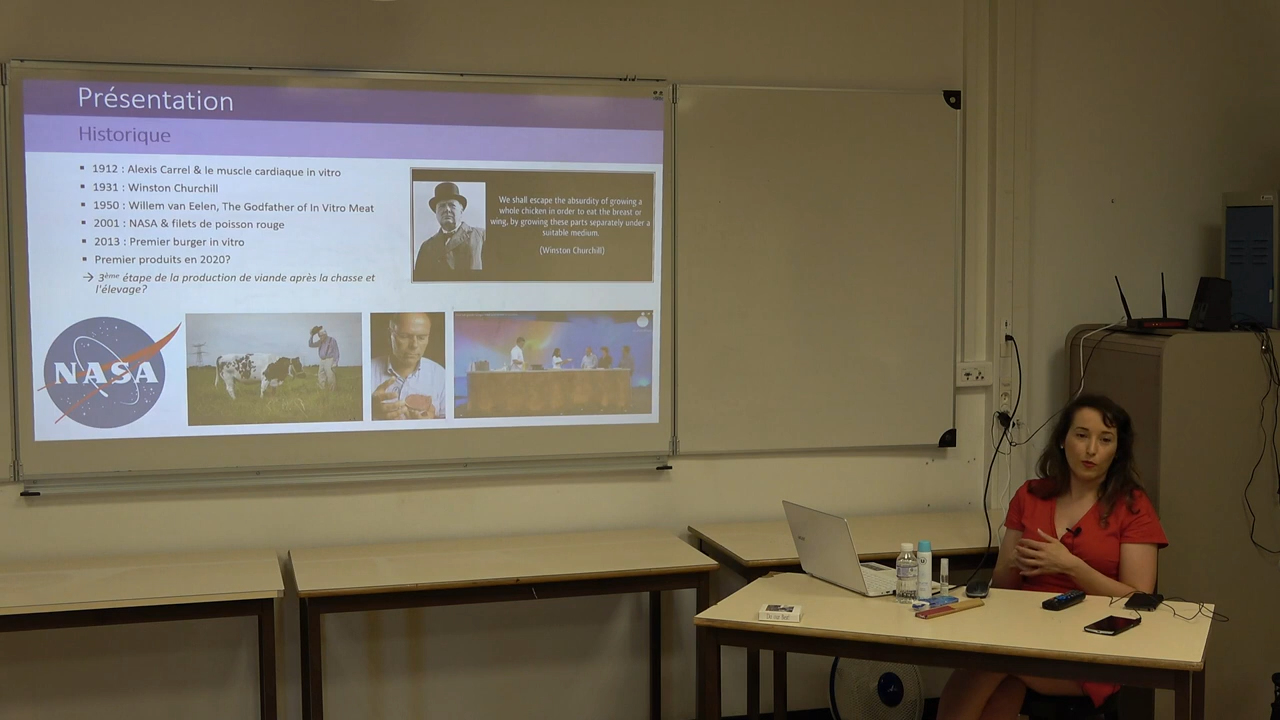 Présentation
Historique
1912 : Alexis Carrel & le muscle cardiaque in vitro
1931 : Winston Churchill
1950 : Willem van Eelen, The Godfather of In Vitro Meat
2001 : NASA & filets de poisson rouge
2013 : Premier burger in vitro
Premier produits en 2020?
→ 3ème étape de la production de viande après la chasse et
l'élevage?
We shall escape the absurdity of growing a
whole chicken in order to eat the breast or
wing, by growing these parts separately under a
suitable medium.
(Winston Churchill)
NASA